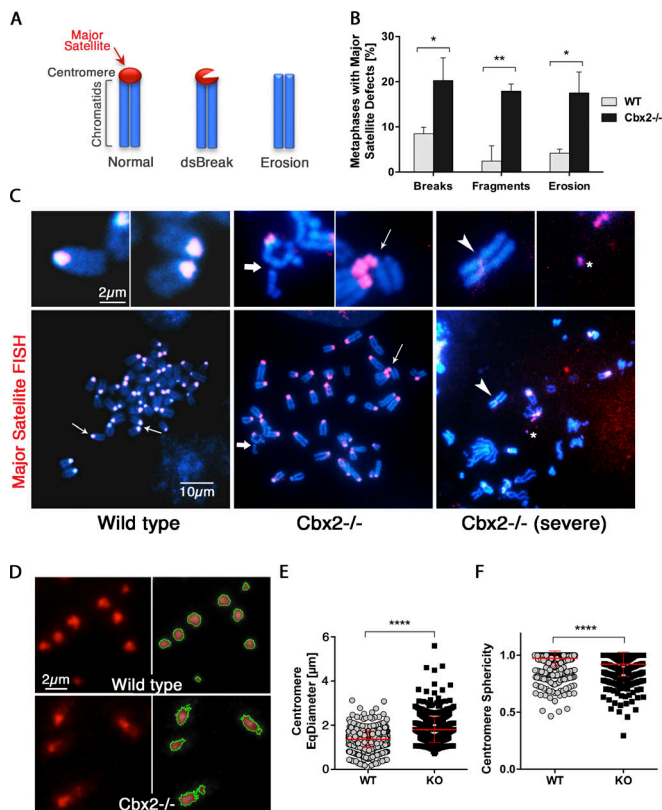 A
Major
Satellite
Centromere
Chromatids
Normal
dsBreak
Erosion
B
Metaphases with Major
Satellite Defects [%]
30
20
10
0
*
**
*
WT
Cbx2-/-
Breaks
Fragments
Erosion
C
Major Satellite FISH
2µm
*
10µm
*
Wild type
Cbx2-/-
Cbx2-/- (severe)
D
2µm
Wild type
Cbx2-/-
E
****
Centromere
EqDiameter [µm]
6
4
2
0
WT
KO
F
****
Centromere Sphericity
1.0
0.5
0.0
WT
KO